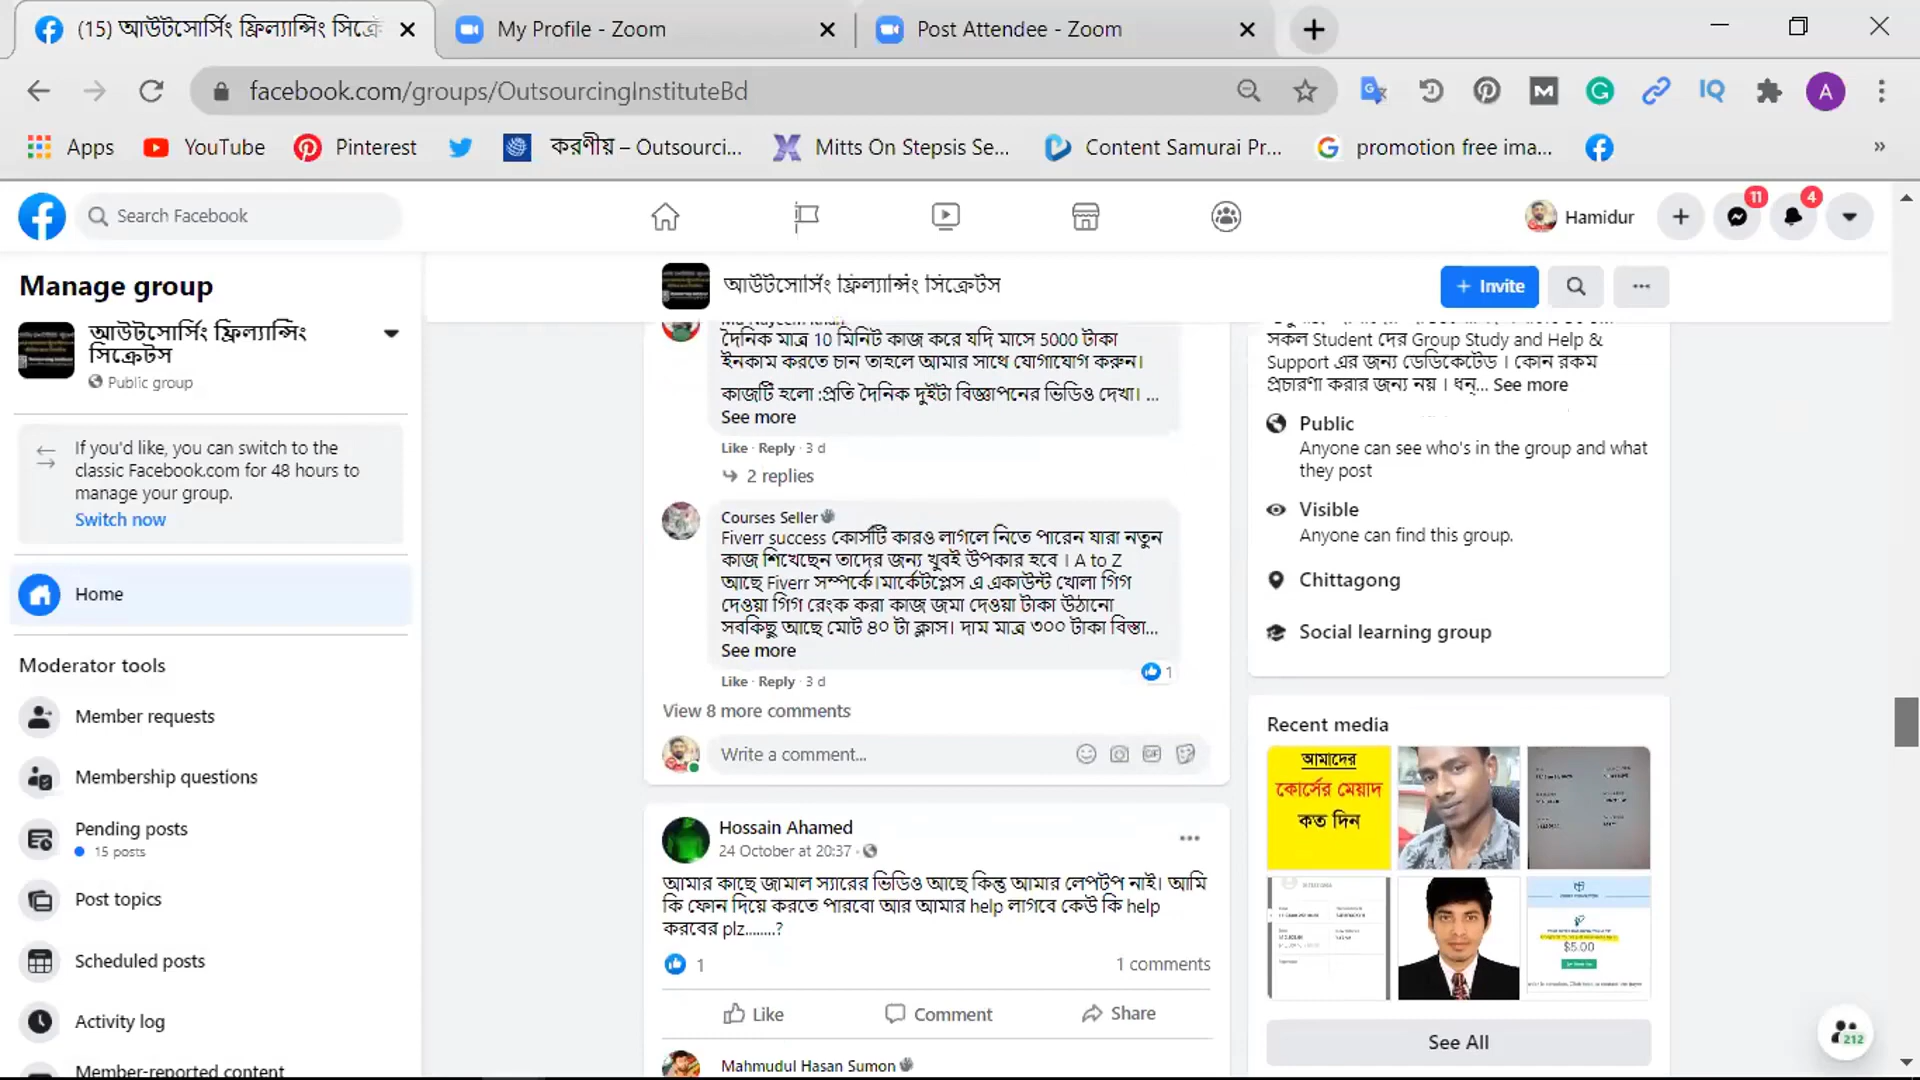 (15) আউটসোর্সিং ফ্রিল্যান্সিং সিক্রে
My Profile - Zoom
Post Attendee - Zoom
facebook.com/groups/OutsourcingInstituteBd
A
Apps
YouTube
Pinterest
করণীয় – Outsourci...
Mitts On Stepsis Se...
Content Samurai Pr...
promotion free ima...
Search Facebook
Hamidur
11
4
Manage group
আউটসোর্সিং ফ্রিল্যান্সিং
সিক্রেটস
Public group
If you'd like, you can switch to the
classic Facebook.com for 48 hours to
manage your group.
Switch now
Home
Moderator tools
Member requests
Membership questions
Pending posts
15 posts
Post topics
Scheduled posts
Activity log
Member-reported content
আউটসোর্সিং ফ্রিল্যান্সিং সিক্রেটস
+ Invite
দৈনিক মাত্র 10 মিনিট কাজ করে যদি মাসে 5000 টাকা
ইনকাম করতে চান তাহলে আমার সাথে যোগাযোগ করুন।
কাজটি হলো :প্রতি দৈনিক দুইটা বিজ্ঞাপনের ভিডিও দেখা। ...
See more
Like · Reply · 3 d
2 replies
Courses Seller
Fiverr success কোর্সটি কারও লাগলে নিতে পারেন যারা নতুন
কাজ শিখেছেন তাদের জন্য খুবই উপকার হবে । A to Z
আছে Fiverr সম্পর্কে।মার্কেটপ্লেস এ একাউন্ট খোলা গিগ
দেওয়া গিগ রেংক করা কাজ জমা দেওয়া টাকা উঠানো
সবকিছু আছে মোট ৪০ টা ক্লাস। দাম মাত্র ৩০০ টাকা বিস্তা...
See more
1
Like · Reply · 3 d
View 8 more comments
Write a comment...
Hossain Ahamed
24 October at 20:37 ·
আমার কাছে জামাল স্যারের ভিডিও আছে কিন্তু আমার লেপটপ নাই। আমি
কি ফোন দিয়ে করতে পারবো আর আমার help লাগবে কেউ কি help
করবের plz........?
1
1 comments
Like
Comment
Share
Mahmudul Hasan Sumon
সকল Student দের Group Study and Help &
Support এর জন্য ডেডিকেটেড । কোন রকম
প্রচারণা করার জন্য নয় । ধন্... See more
Public
Anyone can see who's in the group and what
they post
Visible
Anyone can find this group.
Chittagong
Social learning group
Recent media
আমাদের
কোর্সের মেয়াদ
কত দিন
$5.00
See All
212